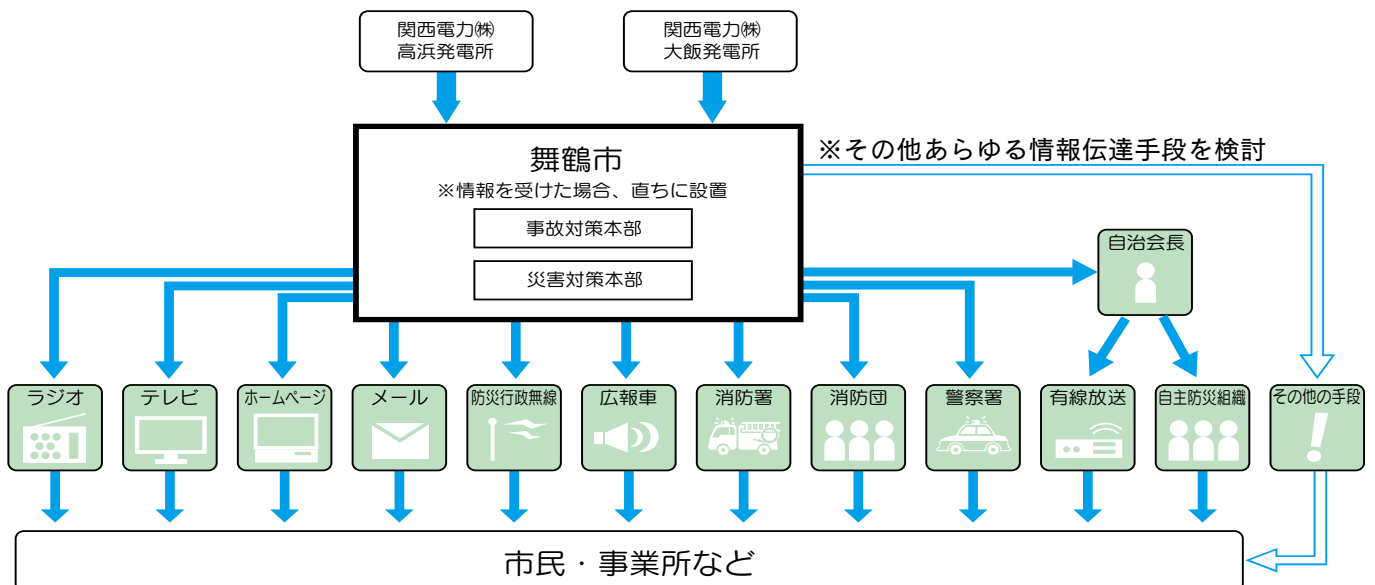 関西電力㈱
高浜発電所
関西電力㈱
大飯発電所
舞鶴市
※情報を受けた場合、直ちに設置
事故対策本部
災害対策本部
※その他あらゆる情報伝達手段を検討
自治会長
ラジオ
テレビ
ホームページ
メール
防災行政無線
広報車
消防署
消防団
警察署
有線放送
自主防災組織
その他の手段
市民・事業所など